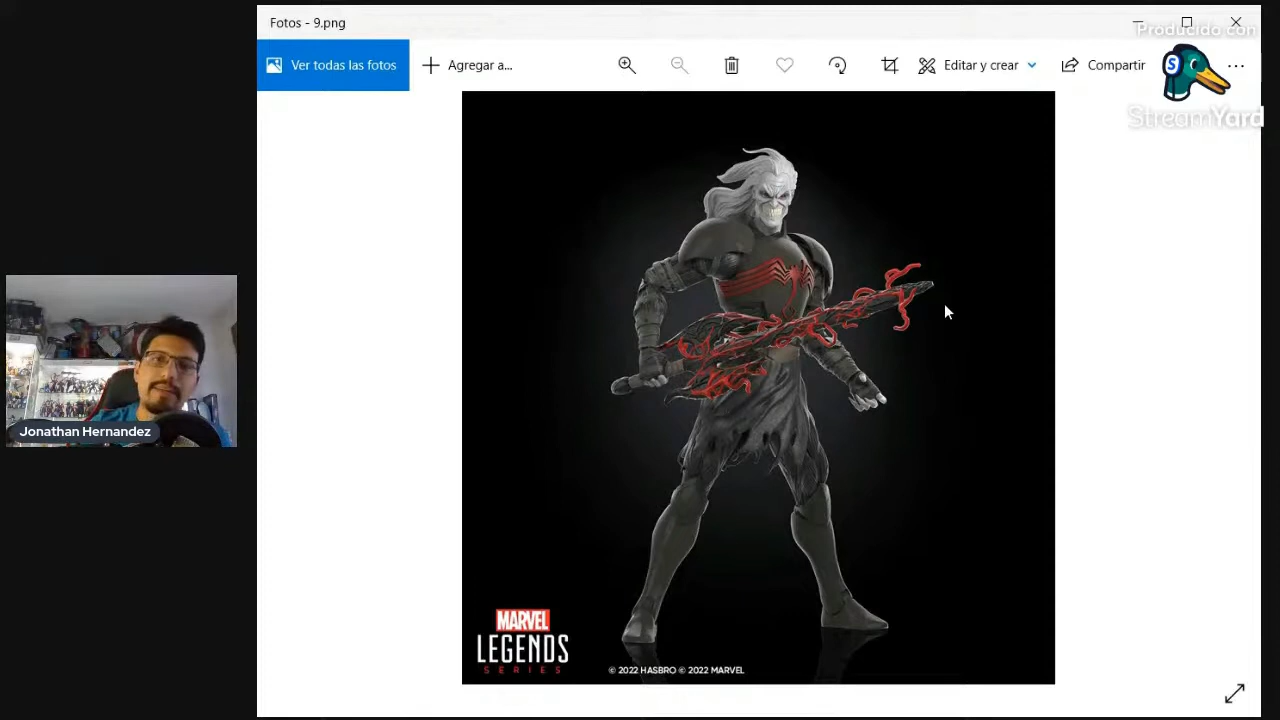 Fotos - 9.png
Producido con
Ver todas las fotos
Agregar a...
Editar y crear
Compartir
StreamYard
S
Jonathan Hernandez
MARVEL
LEGENDS
SERIES
© 2022 HASBRO © 2022 MARVEL